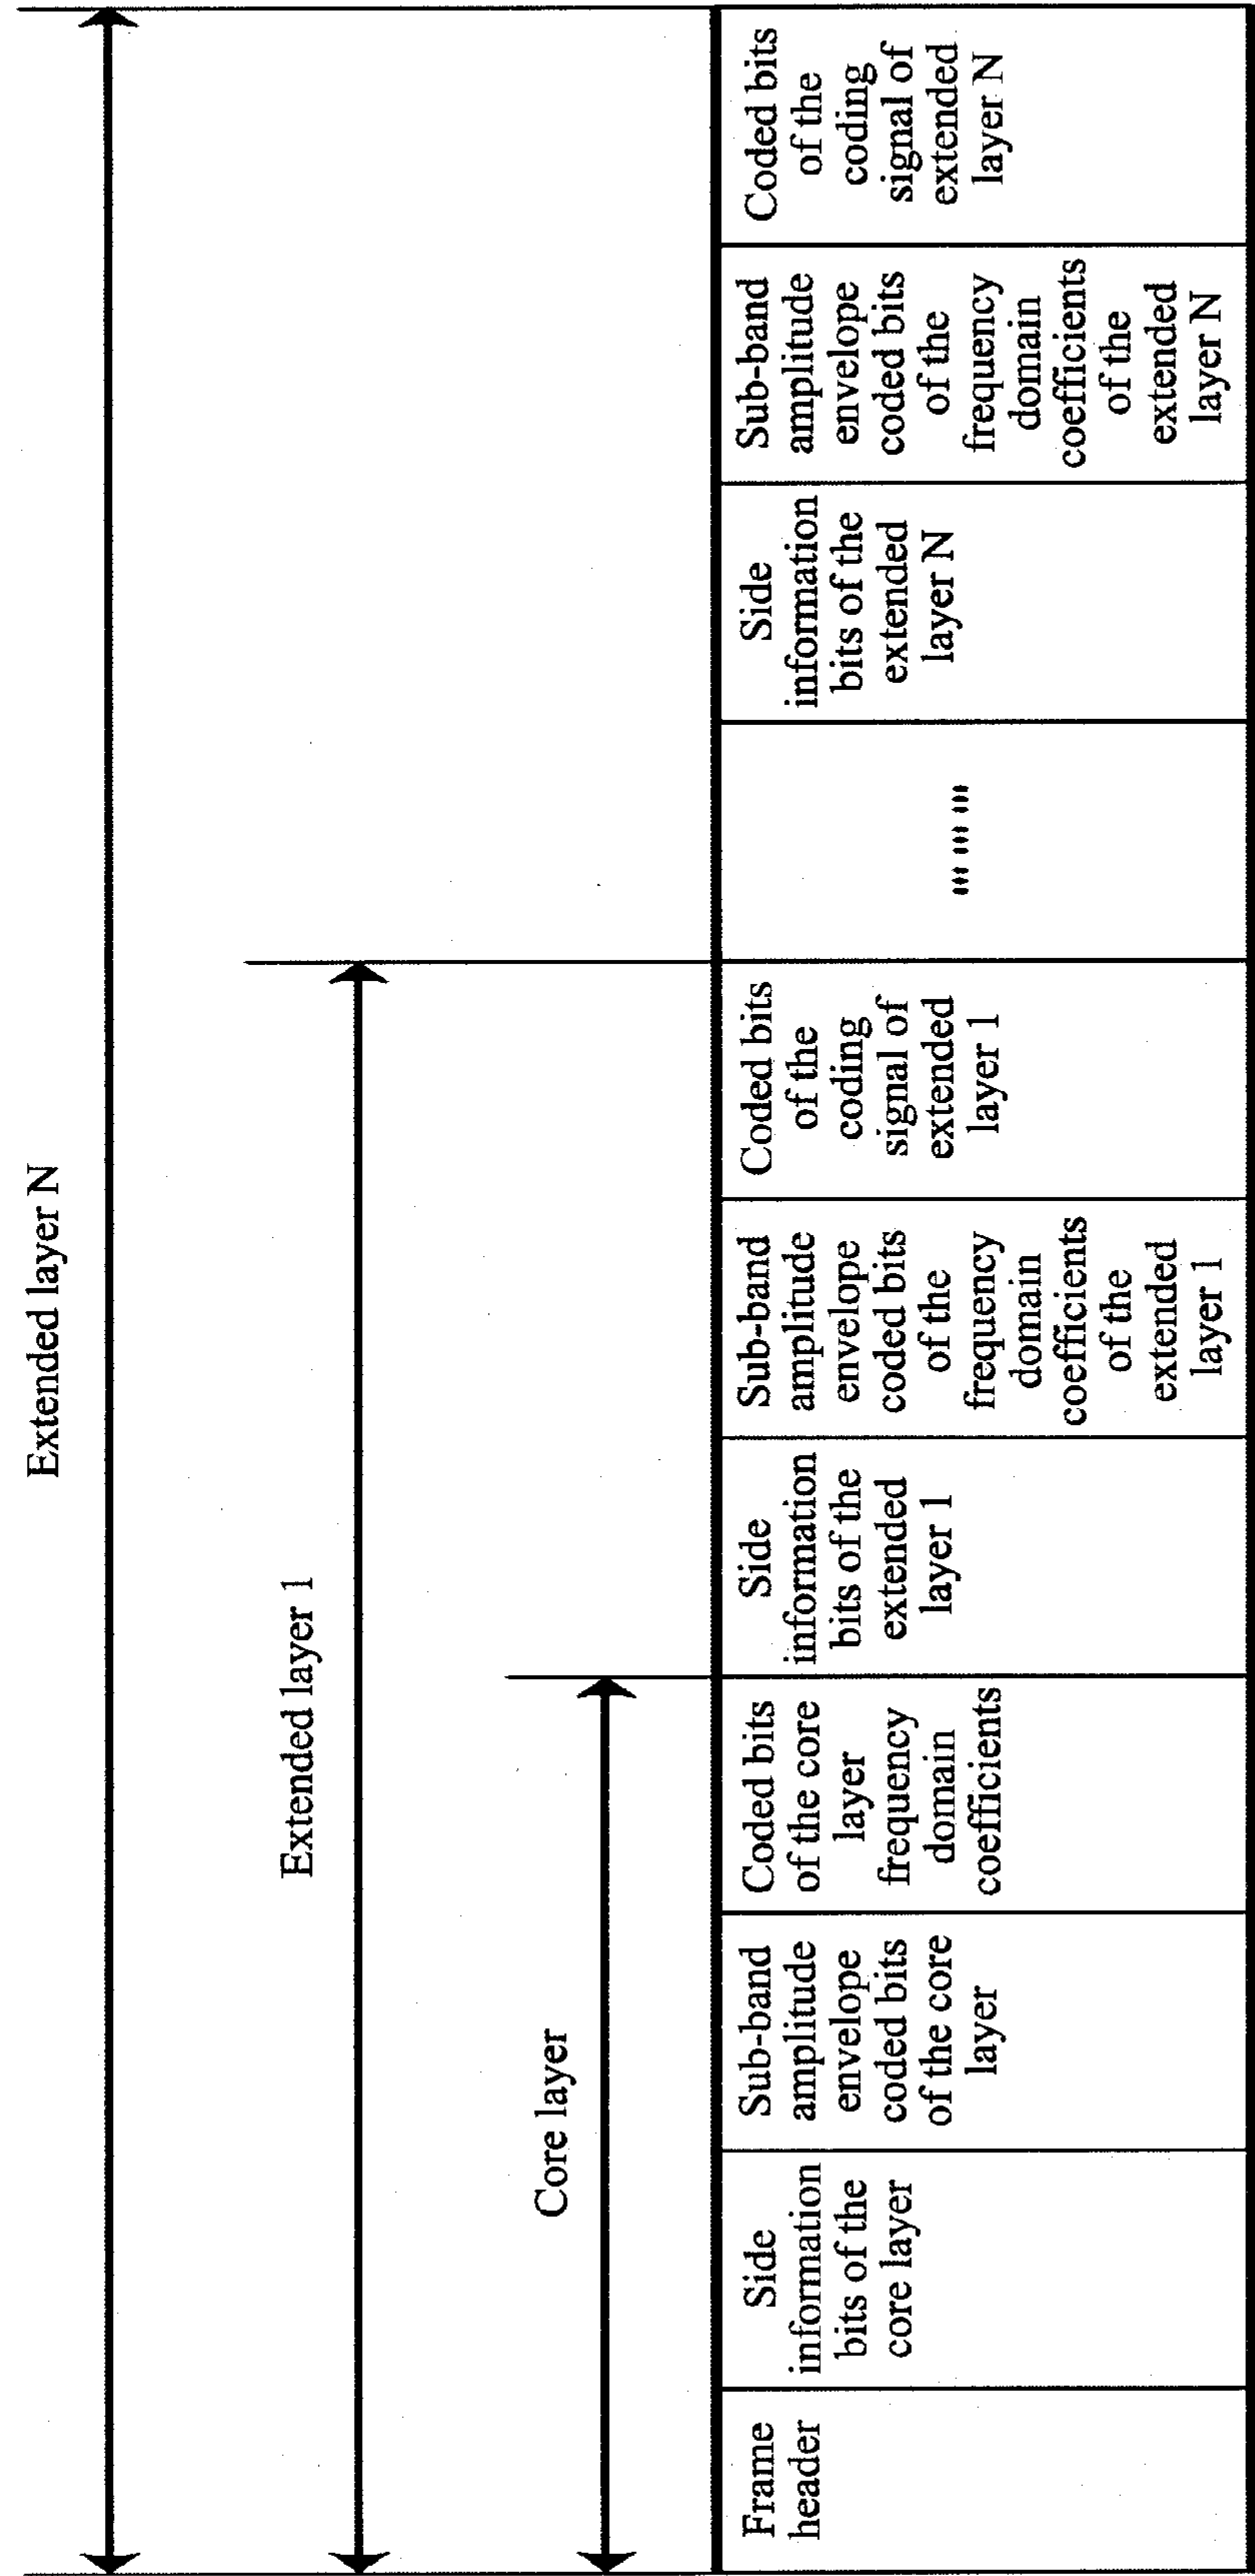 Extended layer N
Extended layer 1
Core layer
Frame
header
Side
information
bits of the
core layer
Sub-band
amplitude
envelope
coded bits
of the core
layer
Coded bits
of the core
layer
frequency
domain
coefficients
Side
information
bits of the
extended
layer 1
Sub-band
amplitude
envelope
coded bits
of the
frequency
domain
coefficients
of the
extended
layer 1
Coded bits
of the
coding
signal of
extended
layer 1
... ... ...
Side
information
bits of the
extended
layer N
Sub-band
amplitude
envelope
coded bits
of the
frequency
domain
coefficients
of the
extended
layer N
Coded bits
of the
coding
signal of
extended
layer N